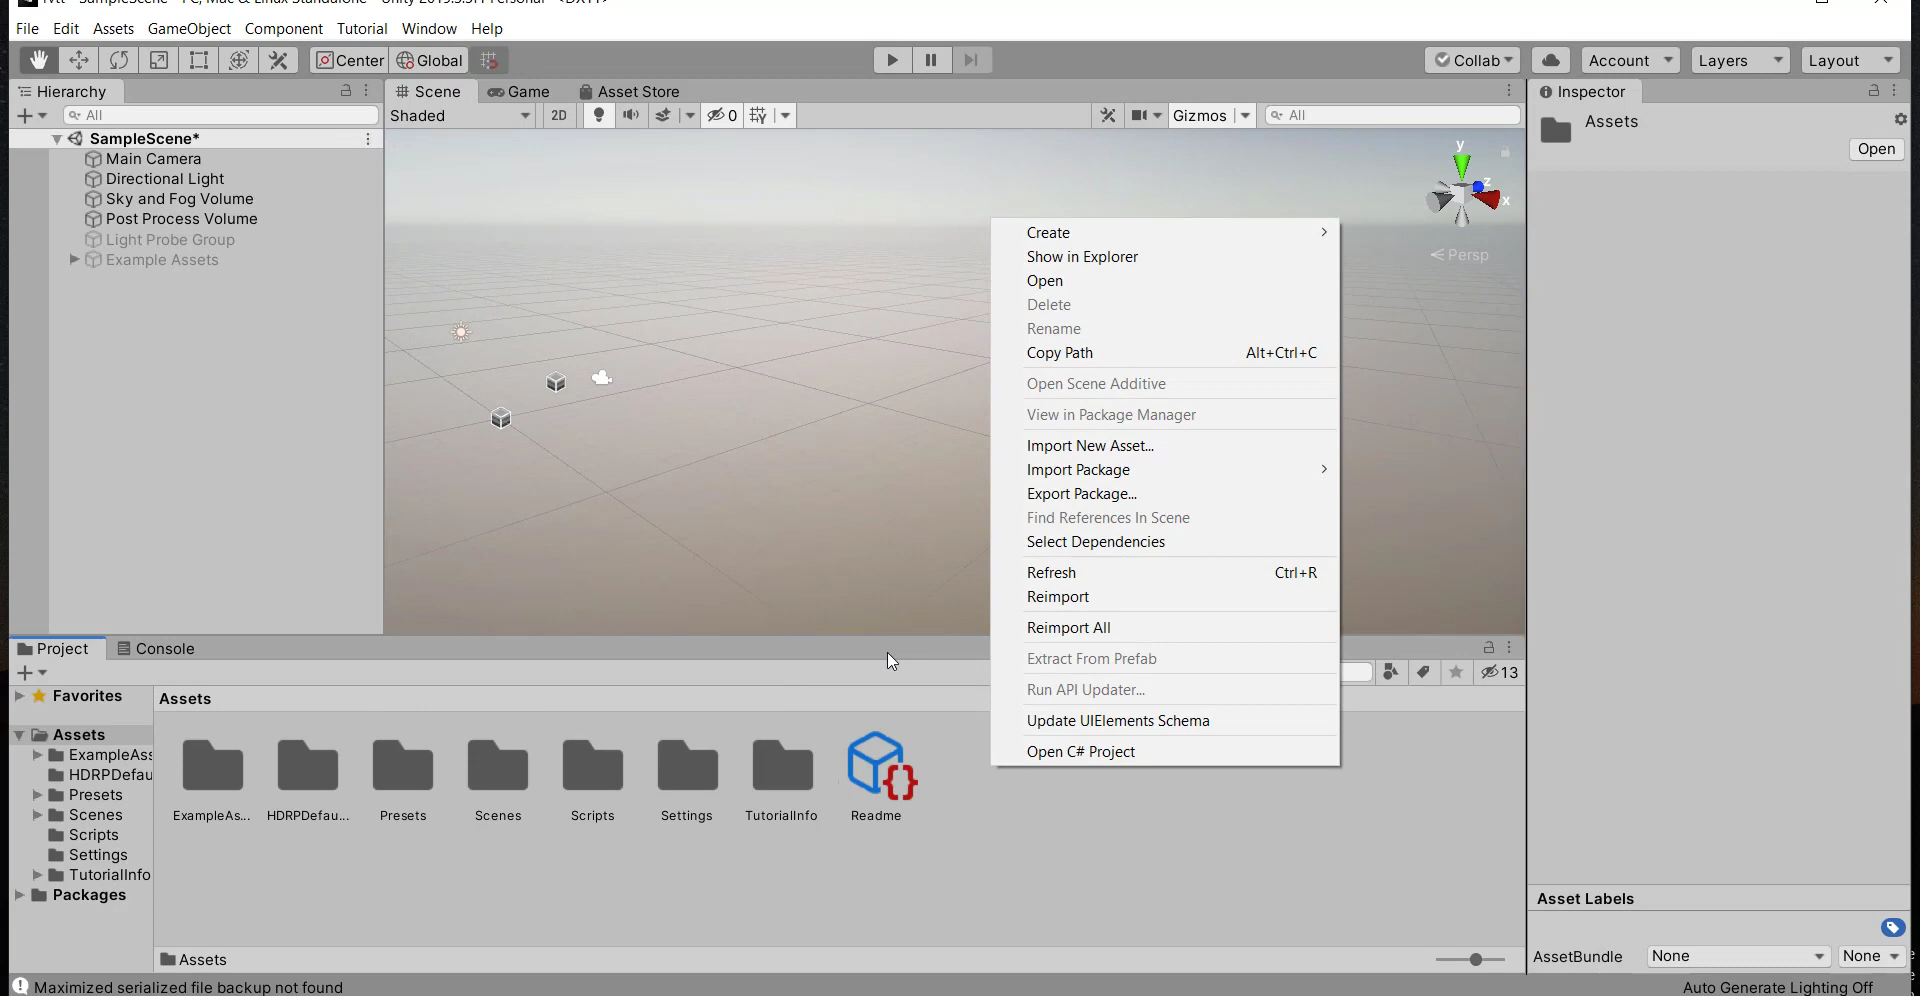 File Edit Assets GameObject Component Tutorial Window Help
Center Global Collab Account Layers Layout
Hierarchy
All
SampleScene*
Main Camera
Directional Light
Sky and Fog Volume
Post Process Volume
Light Probe Group
Example Assets
Scene Game Asset Store
Shaded 2D 0 Gizmos All
y
z
x
Persp
Create
Show in Explorer
Open
Delete
Rename
Copy Path Alt+Ctrl+C
Open Scene Additive
View in Package Manager
Import New Asset...
Import Package
Export Package...
Find References In Scene
Select Dependencies
Refresh Ctrl+R
Reimport
Reimport All
Extract From Prefab
Run API Updater...
Update UIElements Schema
Open C# Project
Inspector
Assets
Open
Project Console
13
Favorites
Assets
ExampleAss
HDRPDefau
Presets
Scenes
Scripts
Settings
TutorialInfo
Packages
Assets
ExampleAs... HDRPDefau... Presets Scenes Scripts Settings TutorialInfo Readme
Assets
Asset Labels
AssetBundle None None
Maximized serialized file backup not found
Auto Generate Lighting Off